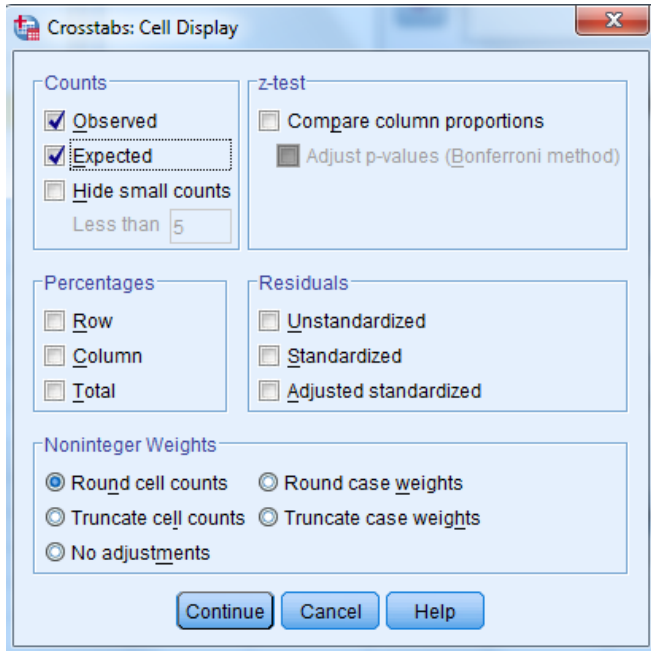 Crosstabs: Cell Display
Counts
Observed
Expected
Hide small counts
Less than 5
z-test
Compare column proportions
Adjust p-values (Bonferroni method)
Percentages
Row
Column
Total
Residuals
Unstandardized
Standardized
Adjusted standardized
Noninteger Weights
Round cell counts Round case weights
Truncate cell counts Truncate case weights
No adjustments
Continue Cancel Help